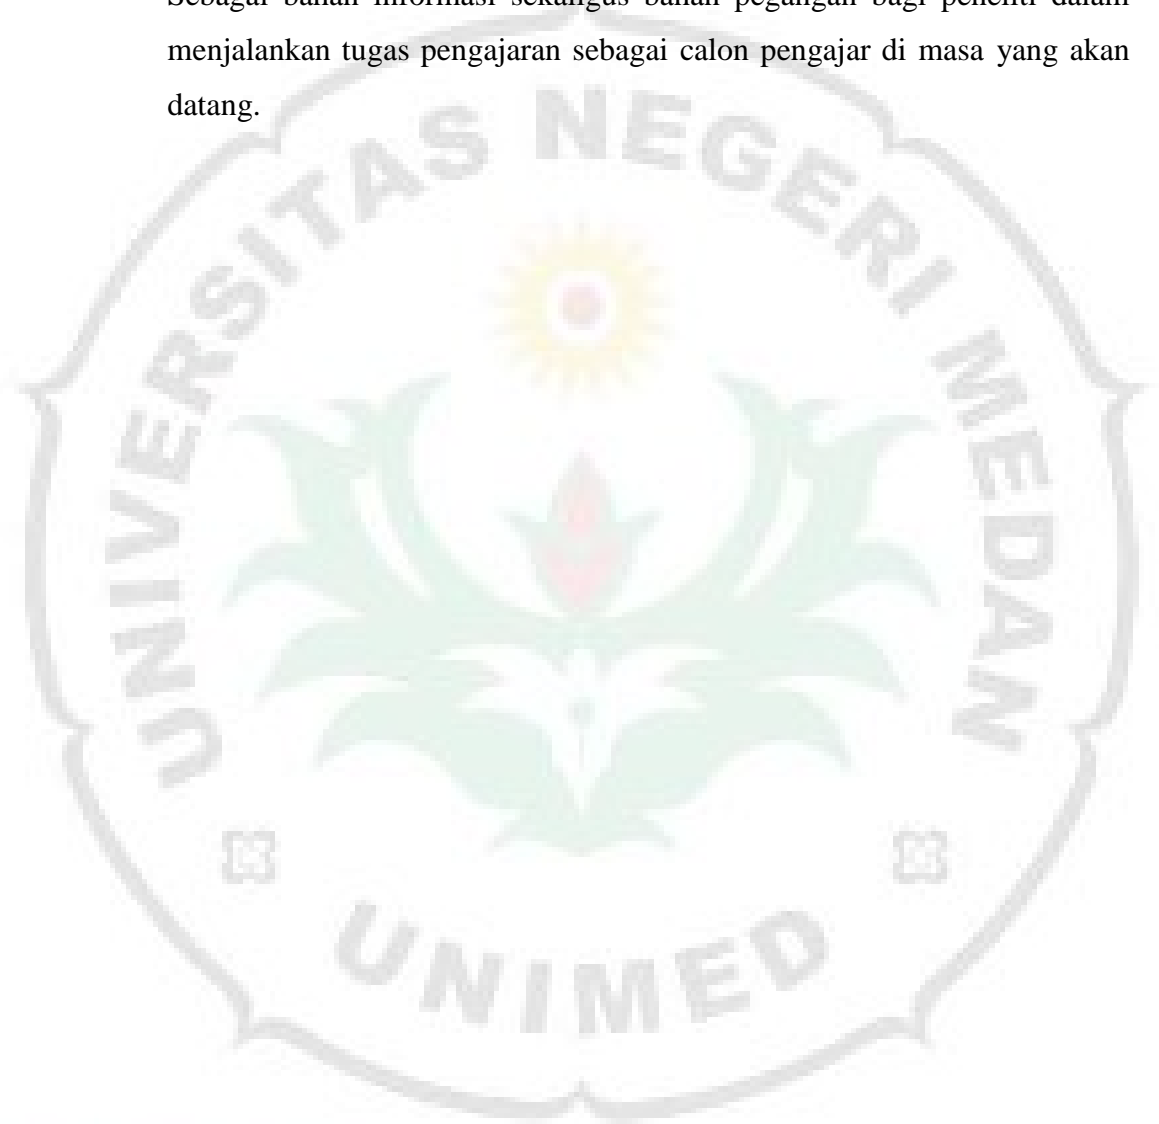 Sebagai bahan informasi sekaligus bahan pegangan bagi peneliti dalam
menjalankan tugas pengajaran sebagai calon pengajar di masa yang akan
datang.
UNIVERSITAS NEGERI MEDAN
UNIMED